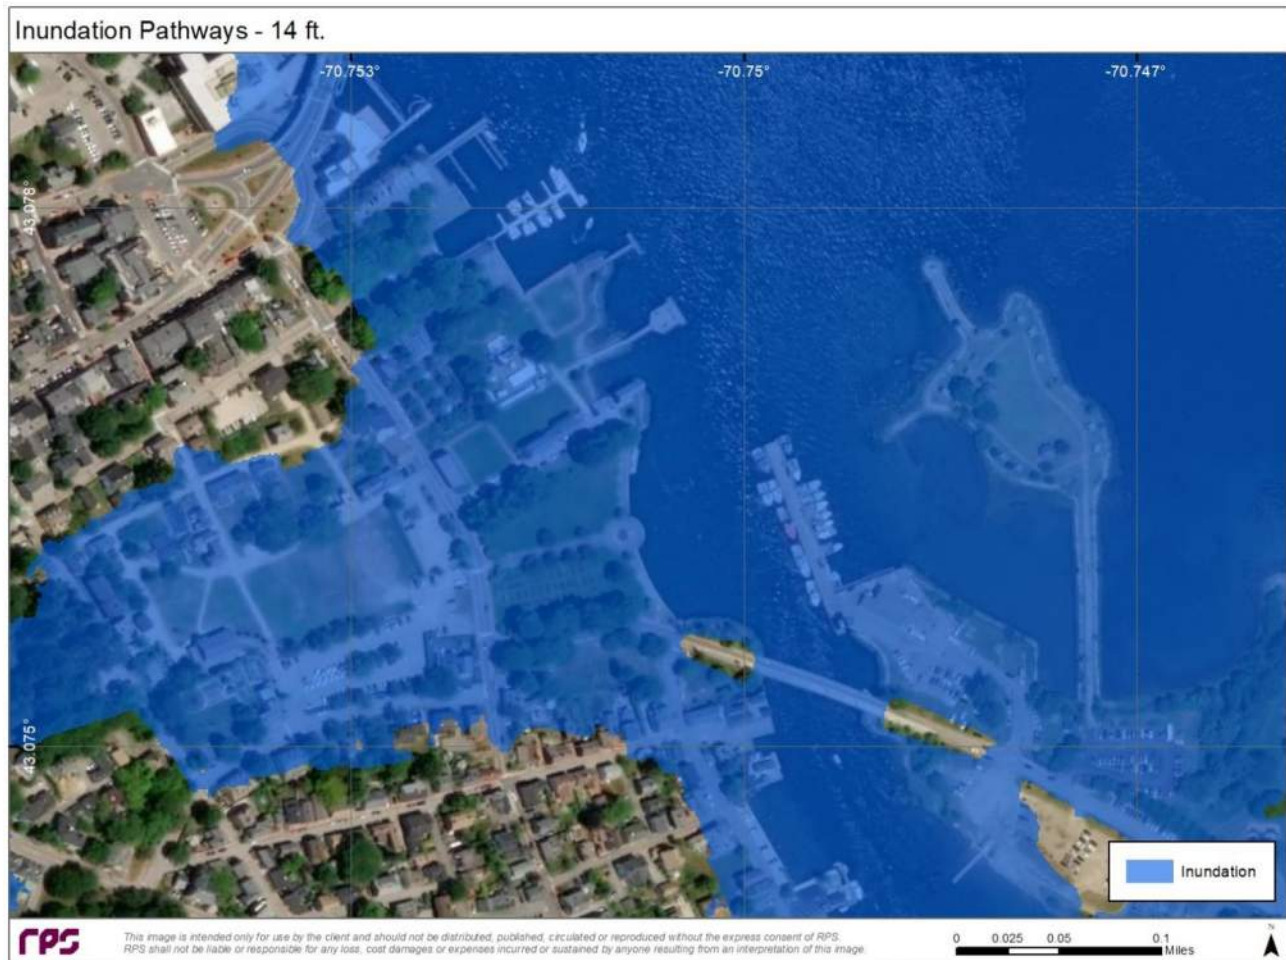 Inundation Pathways - 14 ft.
-70.753° -70.75° -70.747°
43.078°
43.075°
Inundation
rps
This image is intended only for use by the client and should not be distributed, published, circulated or reproduced without the express consent of RPS.
RPS shall not be liable or responsible for any loss, cost damages or expenses incurred or sustained by anyone resulting from an interpretation of this image.
0 0.025 0.05 0.1
Miles
N